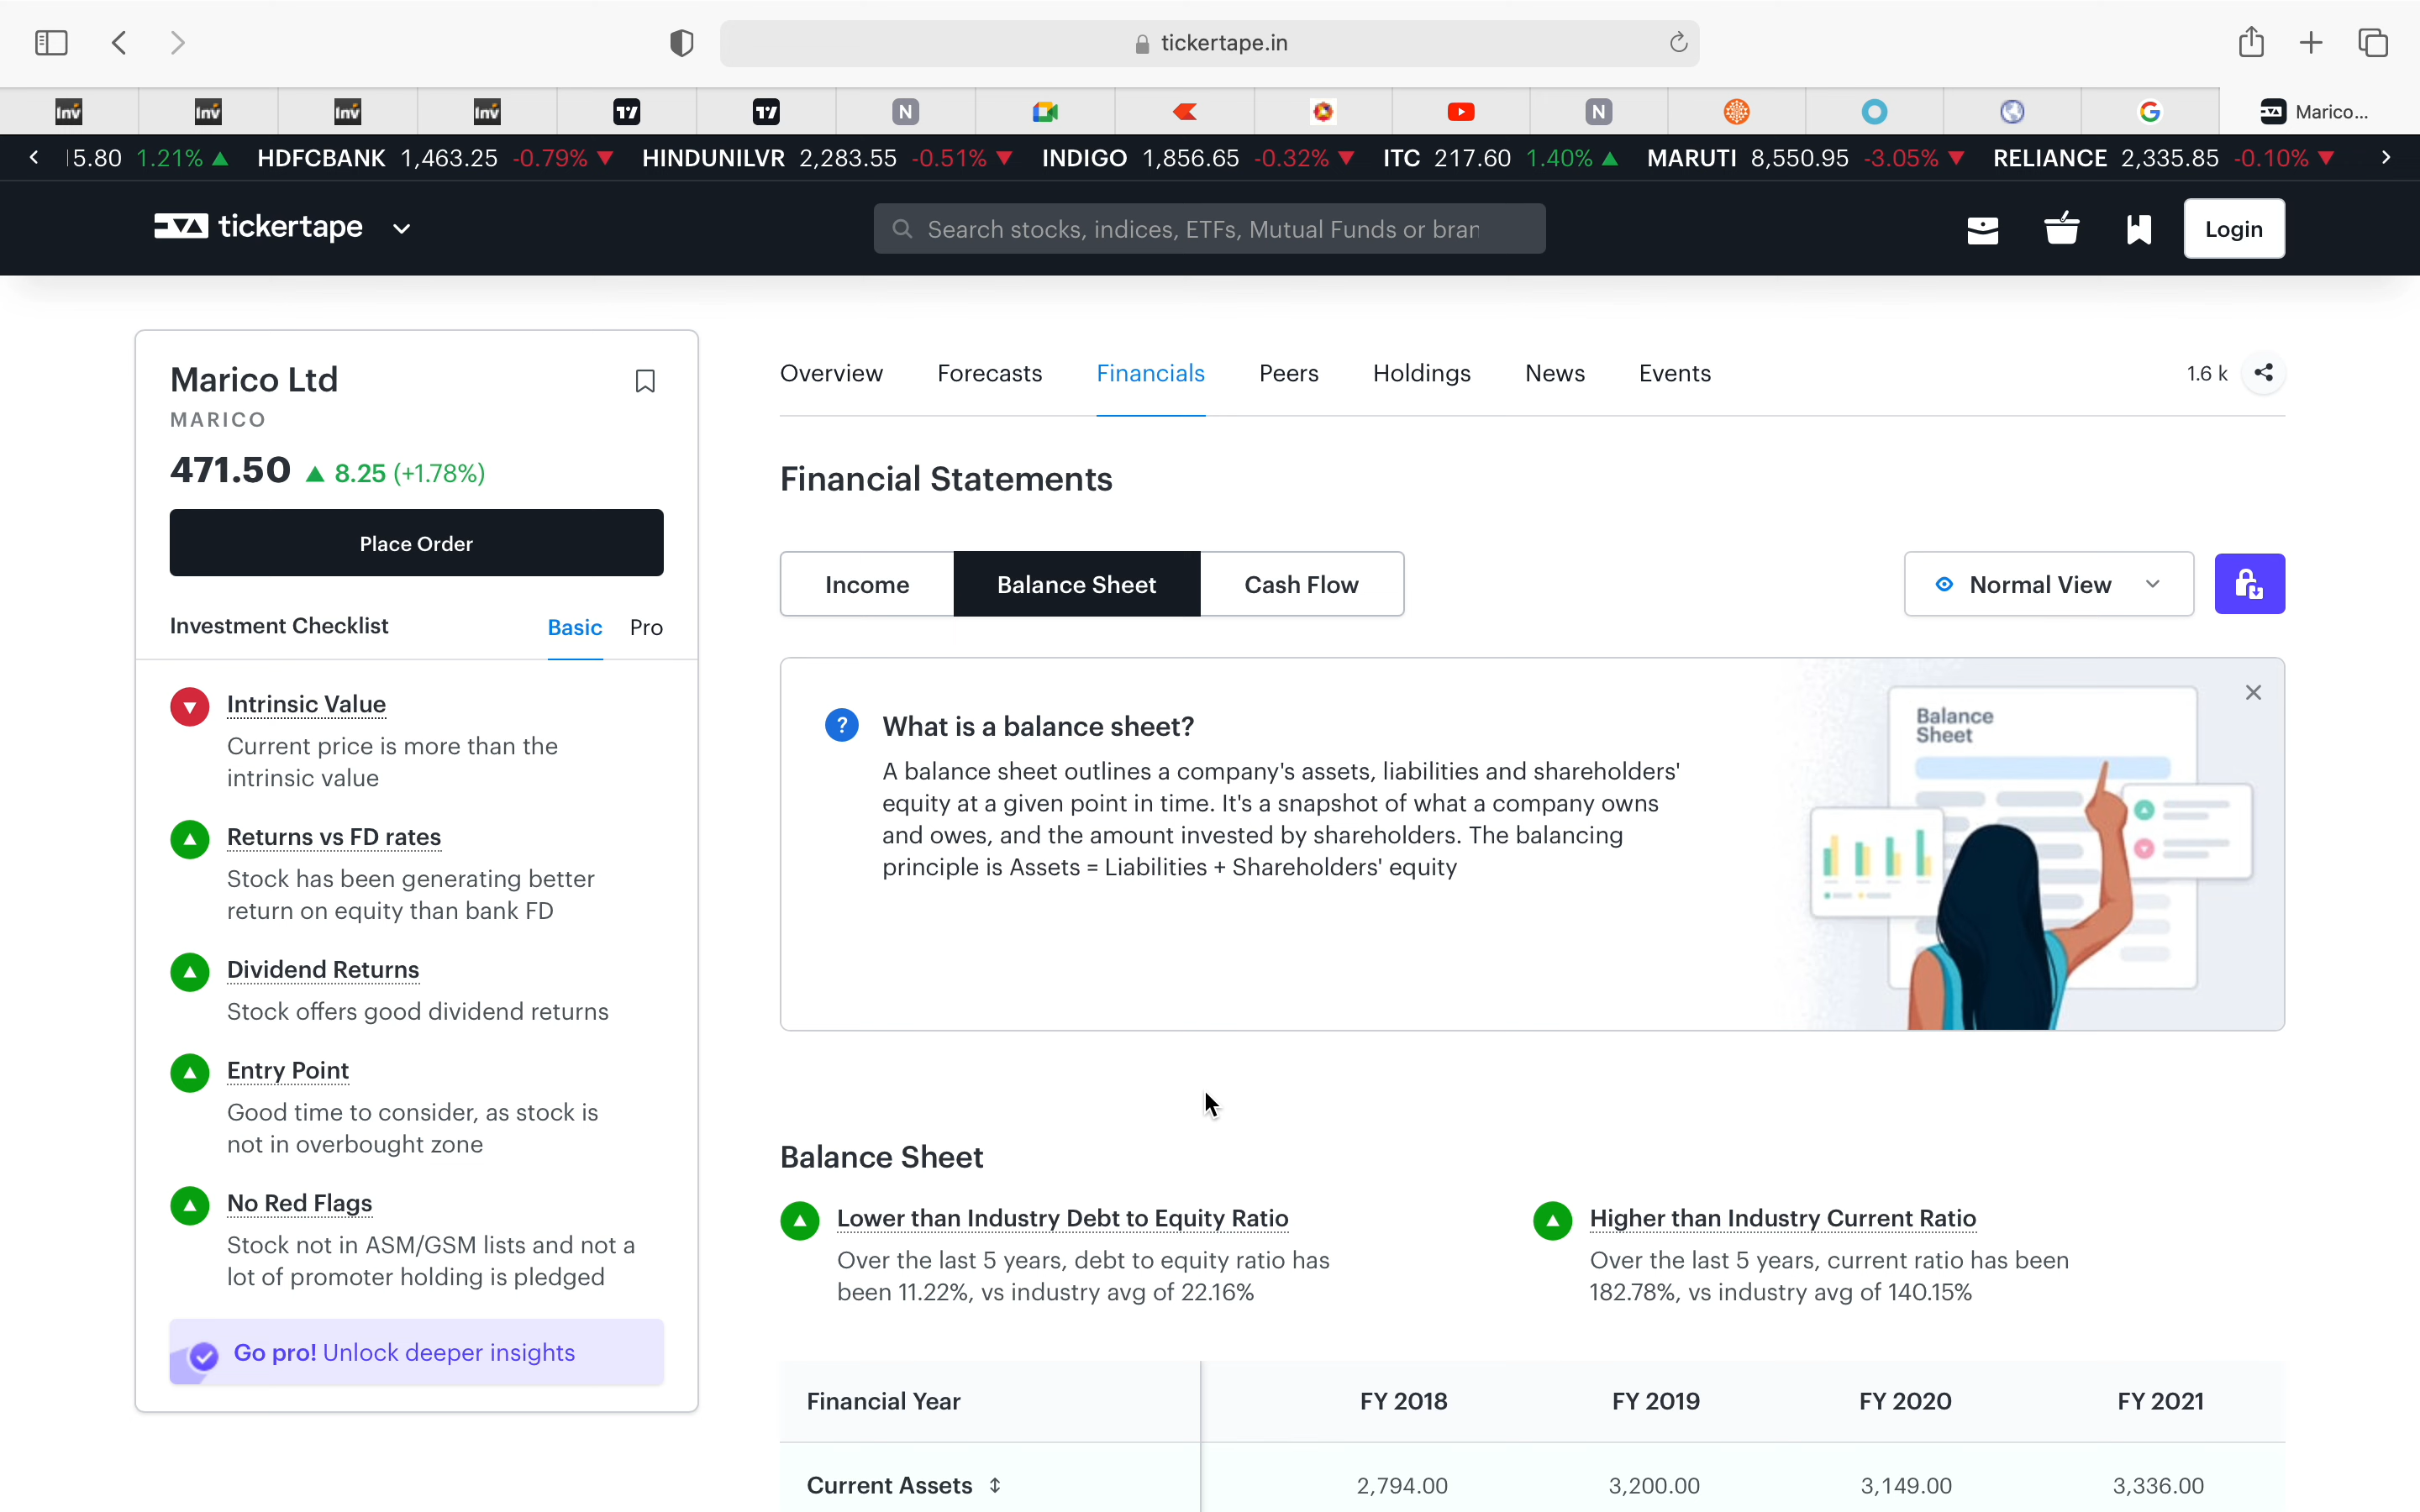 tickertape.in
Inv
Inv
Inv
Inv
17
17
N
N
G
Marico...
5.80 1.21% ▲ HDFCBANK 1,463.25 -0.79% ▼ HINDUNILVR 2,283.55 -0.51% ▼ INDIGO 1,856.65 -0.32% ▼ ITC 217.60 1.40% ▲ MARUTI 8,550.95 -3.05% ▼ RELIANCE 2,335.85 -0.10% ▼
tickertape
Search stocks, indices, ETFs, Mutual Funds or bran
Login
Marico Ltd
MARICO
471.50 ▲ 8.25 (+1.78%)
Place Order
Investment Checklist Basic Pro
Intrinsic Value
Current price is more than the
intrinsic value
Returns vs FD rates
Stock has been generating better
return on equity than bank FD
Dividend Returns
Stock offers good dividend returns
Entry Point
Good time to consider, as stock is
not in overbought zone
No Red Flags
Stock not in ASM/GSM lists and not a
lot of promoter holding is pledged
Go pro! Unlock deeper insights
Overview Forecasts Financials Peers Holdings News Events 1.6 k
Financial Statements
Income Balance Sheet Cash Flow Normal View
? What is a balance sheet?
A balance sheet outlines a company's assets, liabilities and shareholders'
equity at a given point in time. It's a snapshot of what a company owns
and owes, and the amount invested by shareholders. The balancing
principle is Assets = Liabilities + Shareholders' equity
Balance
Sheet
Balance Sheet
Lower than Industry Debt to Equity Ratio
Over the last 5 years, debt to equity ratio has
been 11.22%, vs industry avg of 22.16%
Higher than Industry Current Ratio
Over the last 5 years, current ratio has been
182.78%, vs industry avg of 140.15%
Financial Year FY 2018 FY 2019 FY 2020 FY 2021
Current Assets 2,794.00 3,200.00 3,149.00 3,336.00